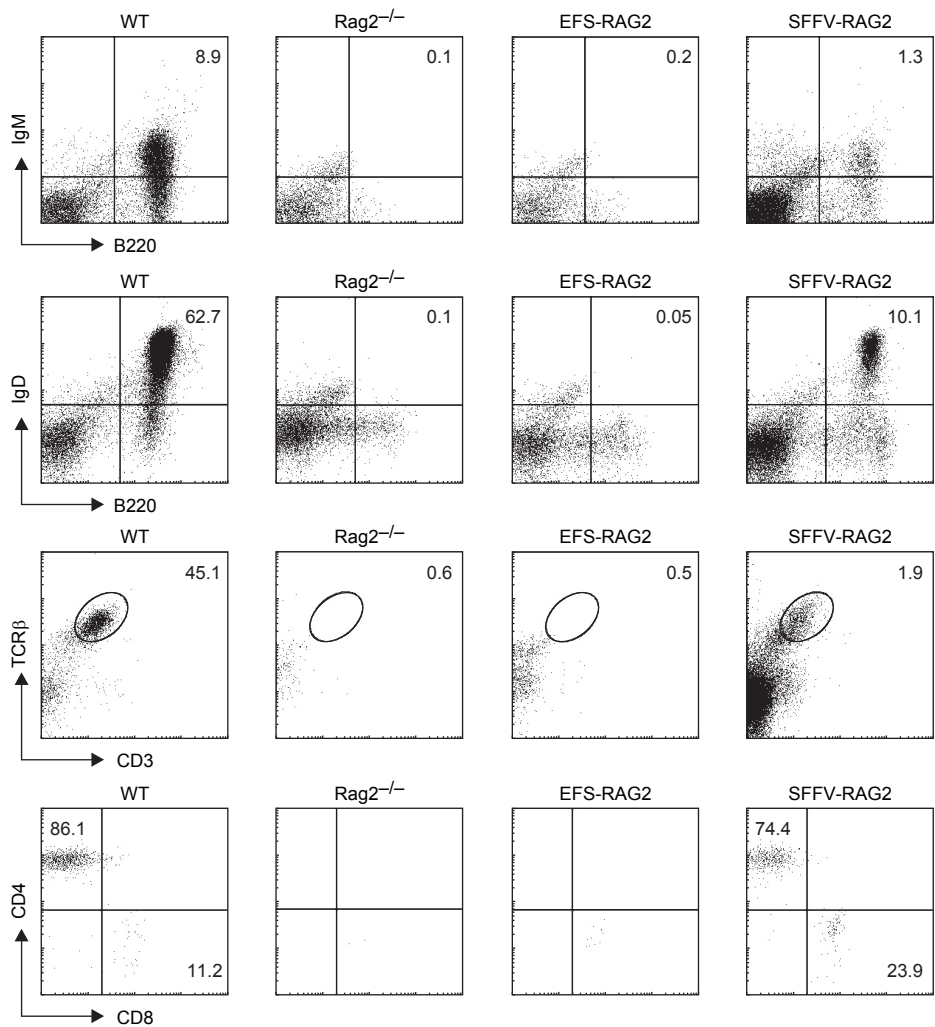 WT Rag2–/– EFS-RAG2 SFFV-RAG2
8.9 0.1 0.2 1.3
IgM
B220
WT Rag2–/– EFS-RAG2 SFFV-RAG2
62.7 0.1 0.05 10.1
IgD
B220
WT Rag2–/– EFS-RAG2 SFFV-RAG2
45.1 0.6 0.5 1.9
TCRβ
CD3
WT Rag2–/– EFS-RAG2 SFFV-RAG2
86.1 74.4
CD4
11.2 23.9
CD8